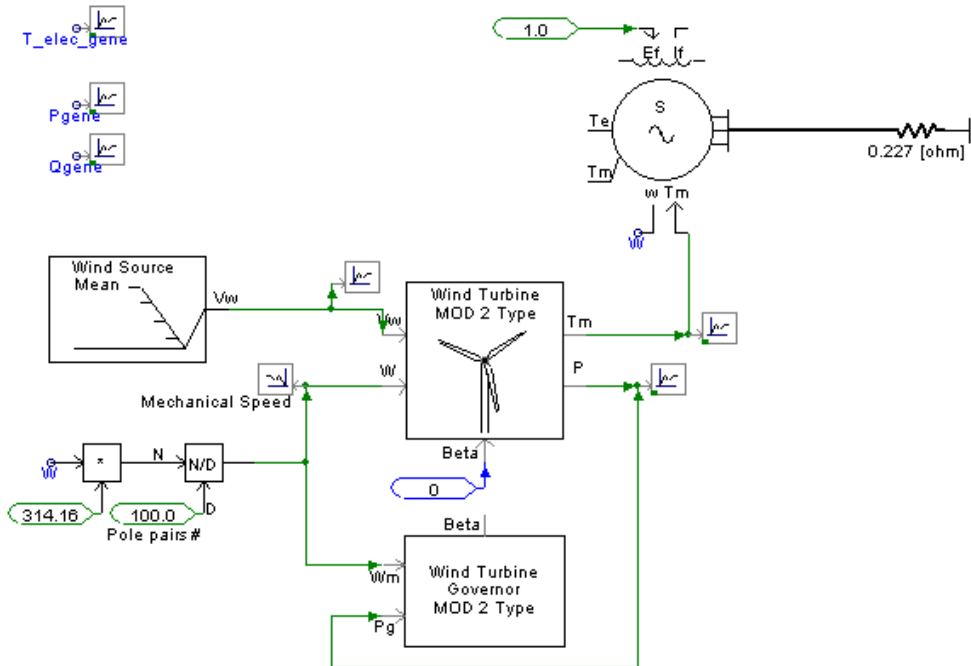 T_elec_gene
1.0
Ef If
Pgene
S
Te
Qgene
0.227 [ohm]
Tm
w Tm
W
Wind Source
Mean
Vw
Wind Turbine
MOD 2 Type
Vw
Tm
W
P
Mechanical Speed
Beta
N
N/D
*
W
0
314.16
100.0
D
Pole pairs#
Beta
Wm
Wind Turbine
Governor
MOD 2 Type
Pg